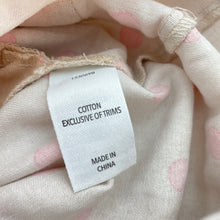 COTTON
EXCLUSIVE OF TRIMS
MADE IN
CHINA